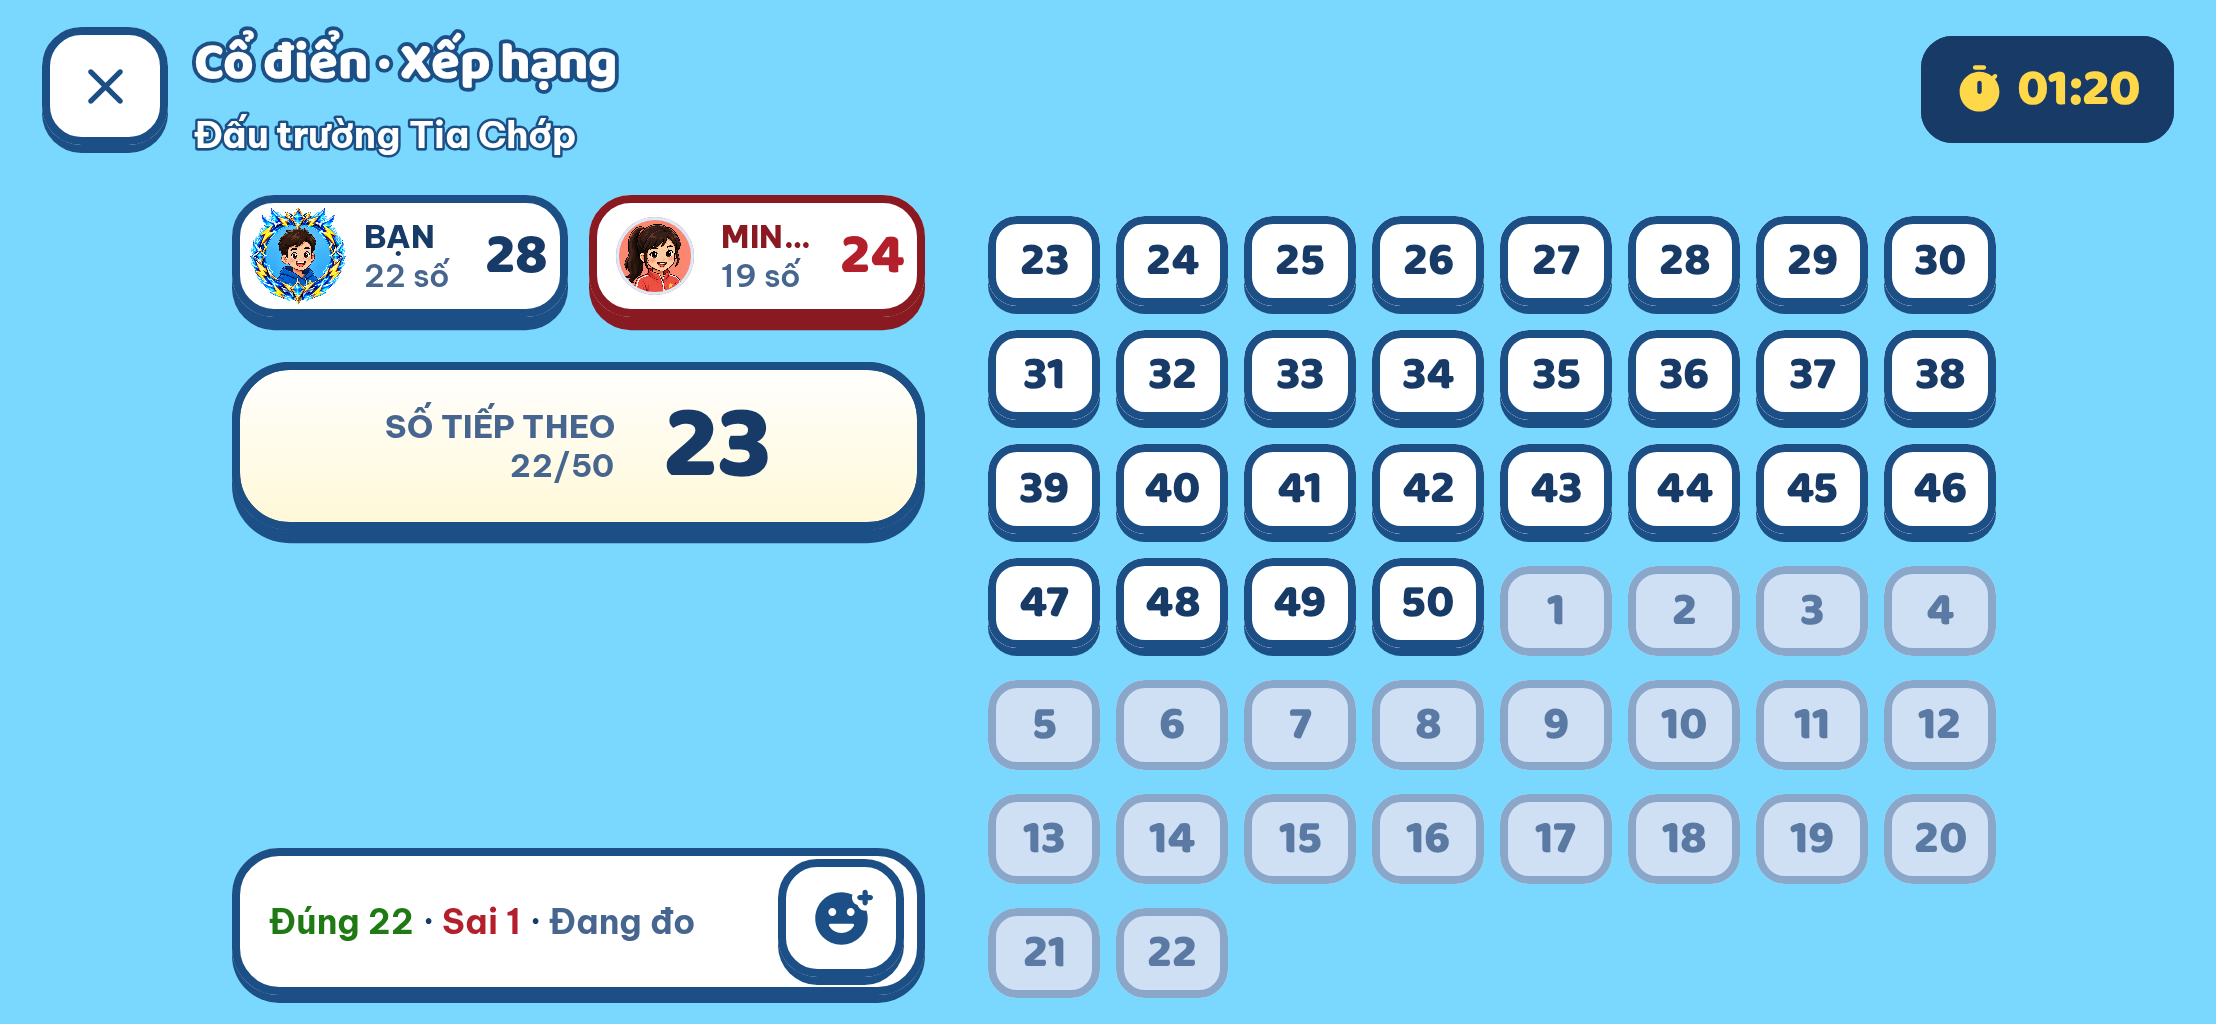 Cổ điển · Xếp hạng
Đấu trường Tia Chớp
01:20
BẠN
22 số
28
MIN...
19 số
24
SỐ TIẾP THEO
22/50
23
23 24 25 26 27 28 29 30
31 32 33 34 35 36 37 38
39 40 41 42 43 44 45 46
47 48 49 50 1 2 3 4
5 6 7 8 9 10 11 12
13 14 15 16 17 18 19 20
21 22
Đúng 22 · Sai 1 · Đang đo